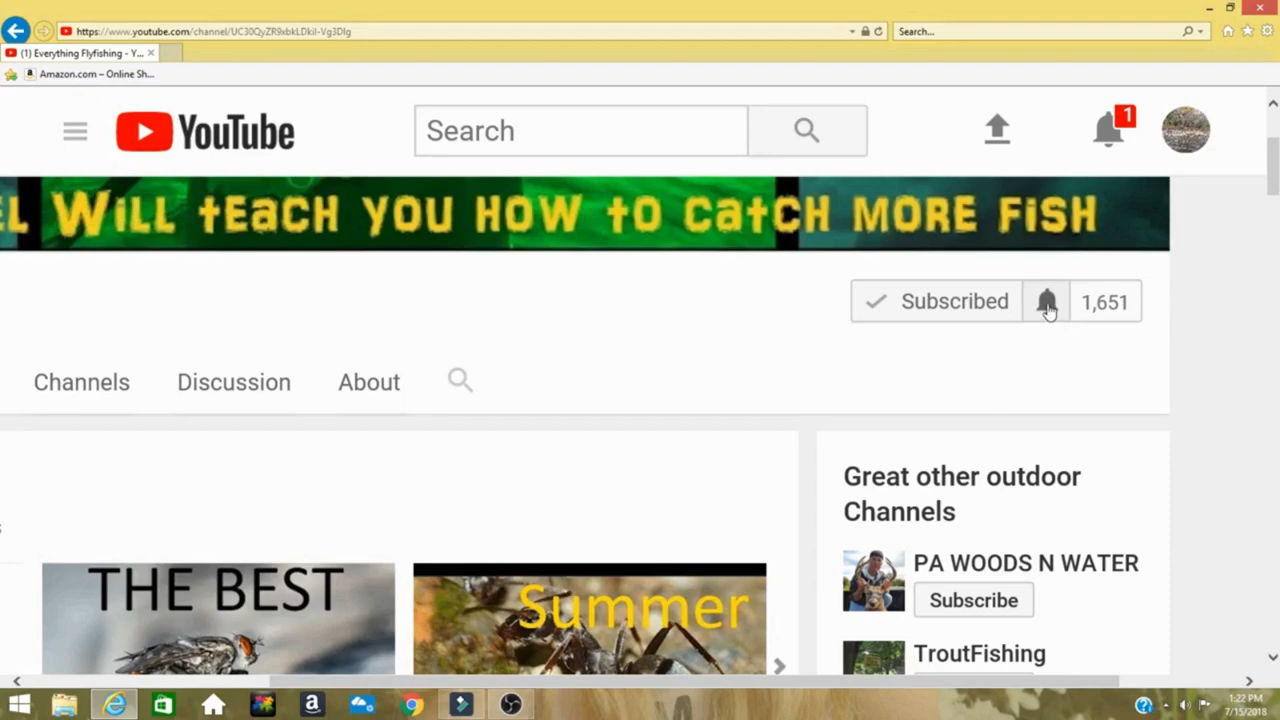 https://www.youtube.com/channel/UC30QyZR9xbkLDkiI-Vg3DIg
Search...
(1) Everything Flyfishing - Y...
Amazon.com – Online Sh...
YouTube
Search
1
EL Will teach you how to catch more fish
Subscribed
1,651
Channels
Discussion
About
Great other outdoor
Channels
THE BEST
Summer
PA WOODS N WATER
Subscribe
TroutFishing
1:22 PM
7/15/2018